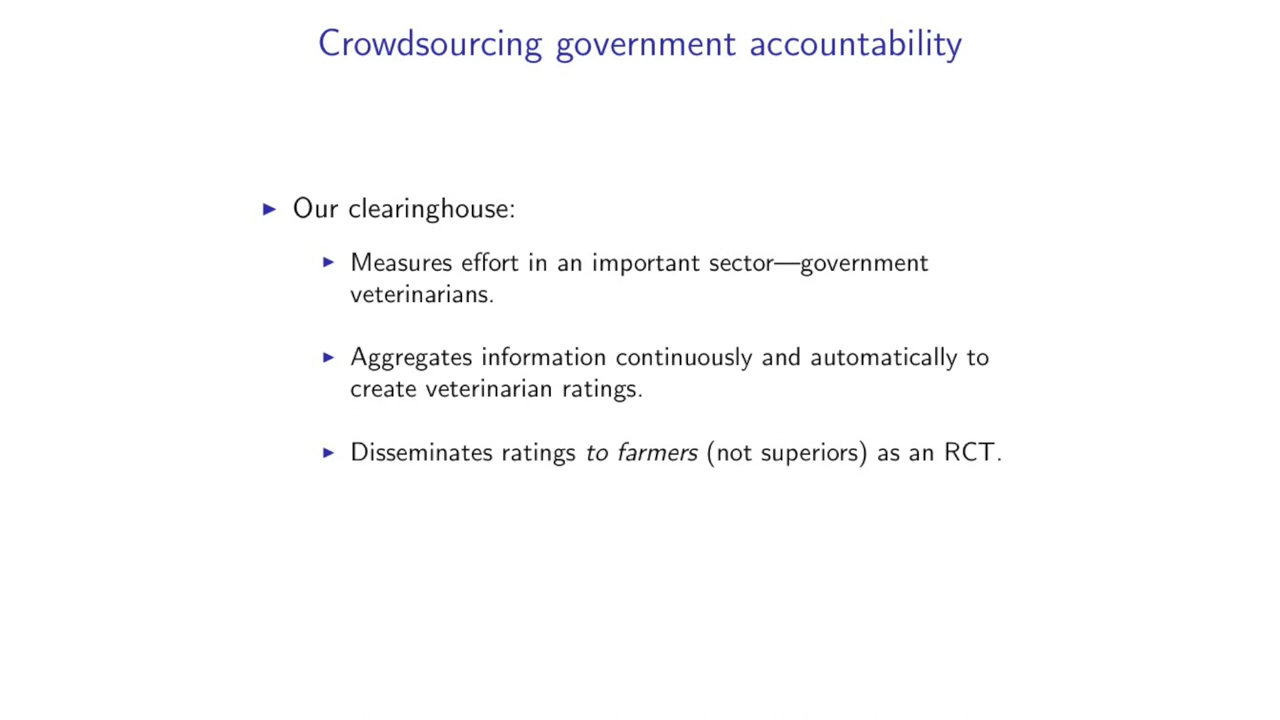 Crowdsourcing government accountability
▶ Our clearinghouse:
▶ Measures effort in an important sector—government
veterinarians.
▶ Aggregates information continuously and automatically to
create veterinarian ratings.
▶ Disseminates ratings to farmers (not superiors) as an RCT.